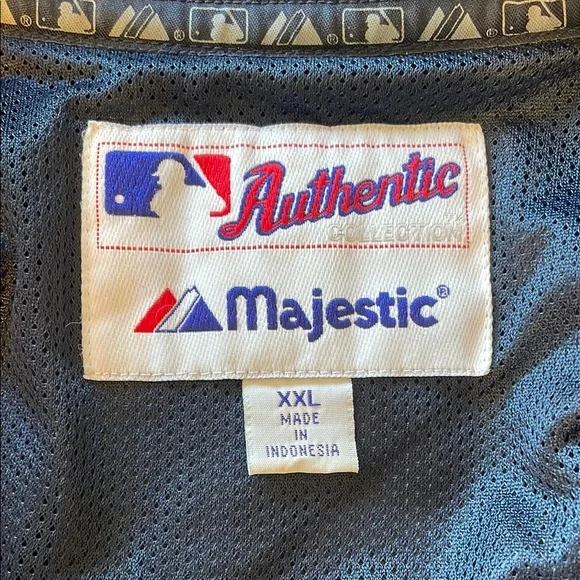 Authentic
COLLECTION
Majestic®
XXL
MADE
IN
INDONESIA